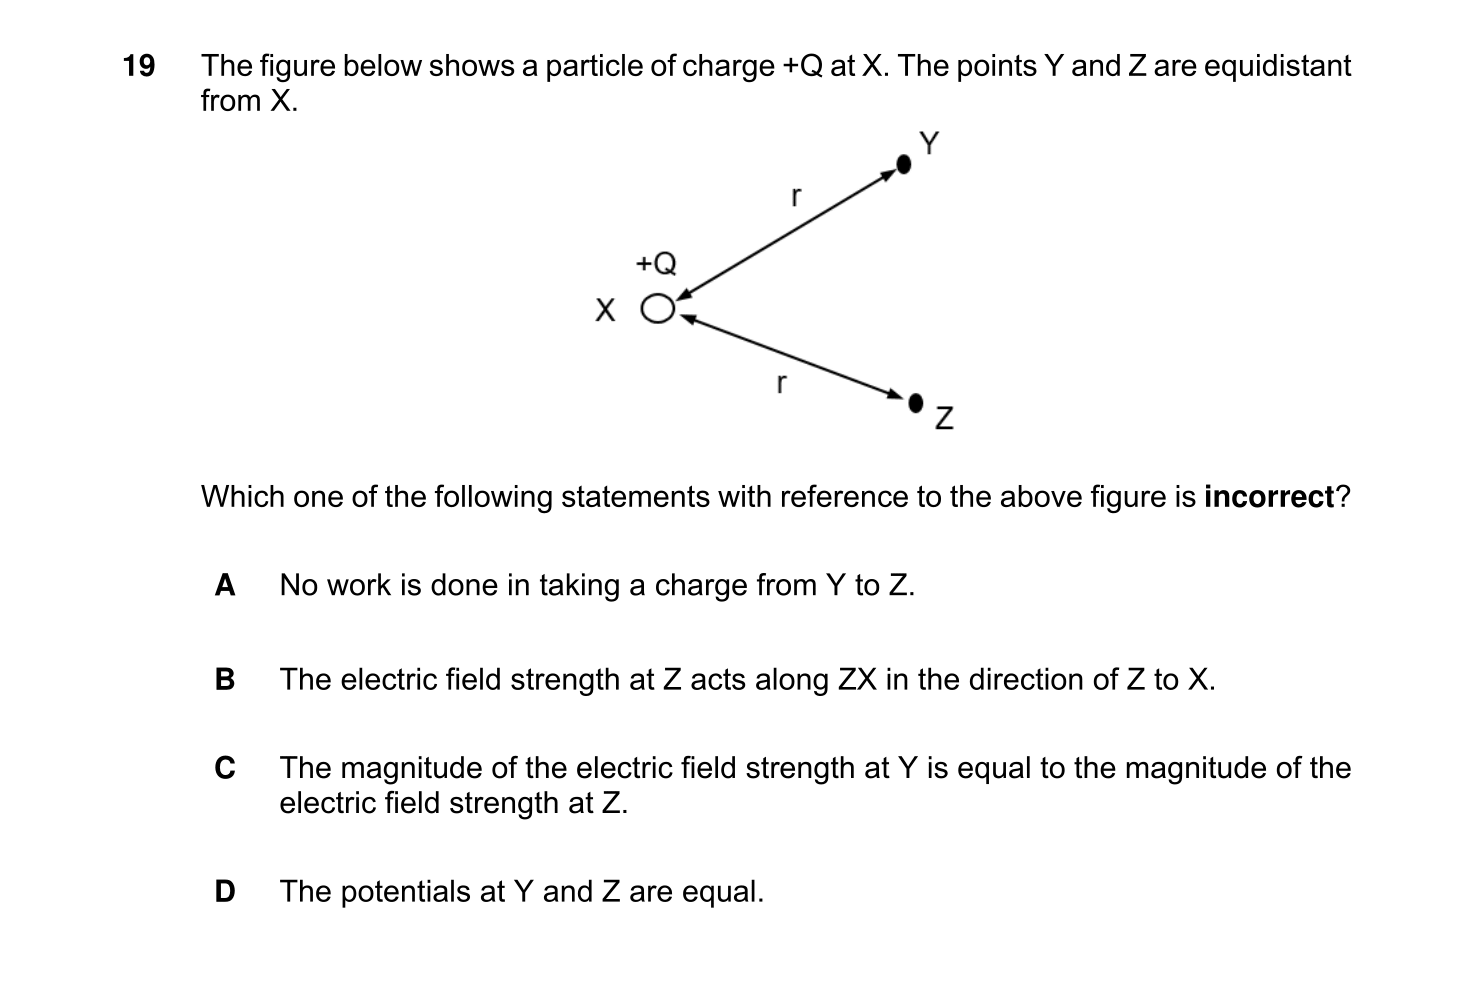 19 The figure below shows a particle of charge +Q at X. The points Y and Z are equidistant
from X.
Y
r
+Q
X
r
Z
Which one of the following statements with reference to the above figure is incorrect?
A No work is done in taking a charge from Y to Z.
B The electric field strength at Z acts along ZX in the direction of Z to X.
C The magnitude of the electric field strength at Y is equal to the magnitude of the
electric field strength at Z.
D The potentials at Y and Z are equal.